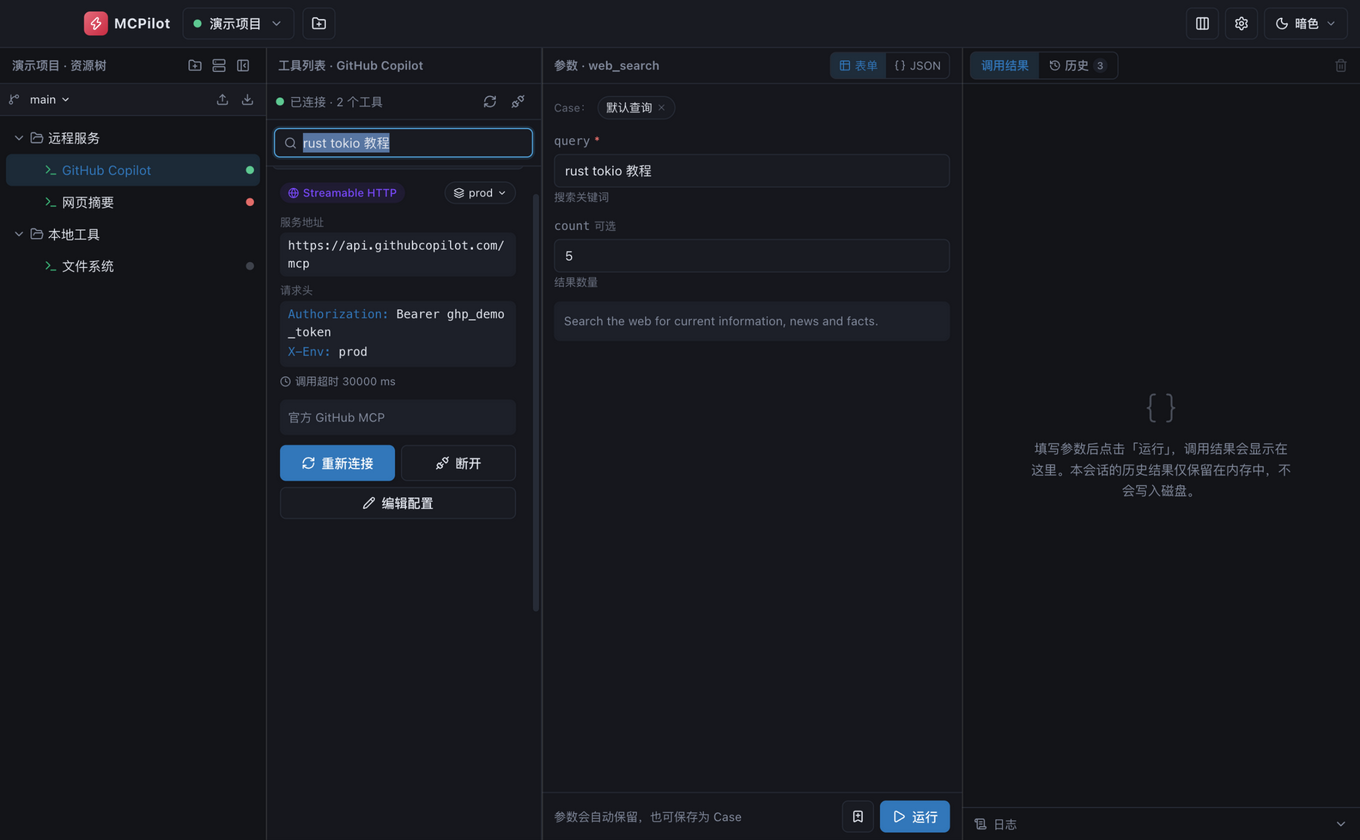 MCPilot
演示项目
暗色
演示项目 · 资源树
main
远程服务
GitHub Copilot
网页摘要
本地工具
文件系统
工具列表 · GitHub Copilot
已连接 · 2 个工具
rust tokio 教程
Streamable HTTP
prod
服务地址
https://api.githubcopilot.com/
mcp
请求头
Authorization: Bearer ghp_demo
_token
X-Env: prod
调用超时 30000 ms
官方 GitHub MCP
重新连接
断开
编辑配置
参数 · web_search
表单
{} JSON
Case:
默认查询 ×
query *
rust tokio 教程
搜索关键词
count 可选
5
结果数量
Search the web for current information, news and facts.
参数会自动保留，也可保存为 Case
运行
调用结果
历史 3
{ }
填写参数后点击「运行」，调用结果会显示在
这里。本会话的历史结果仅保留在内存中，不
会写入磁盘。
日志